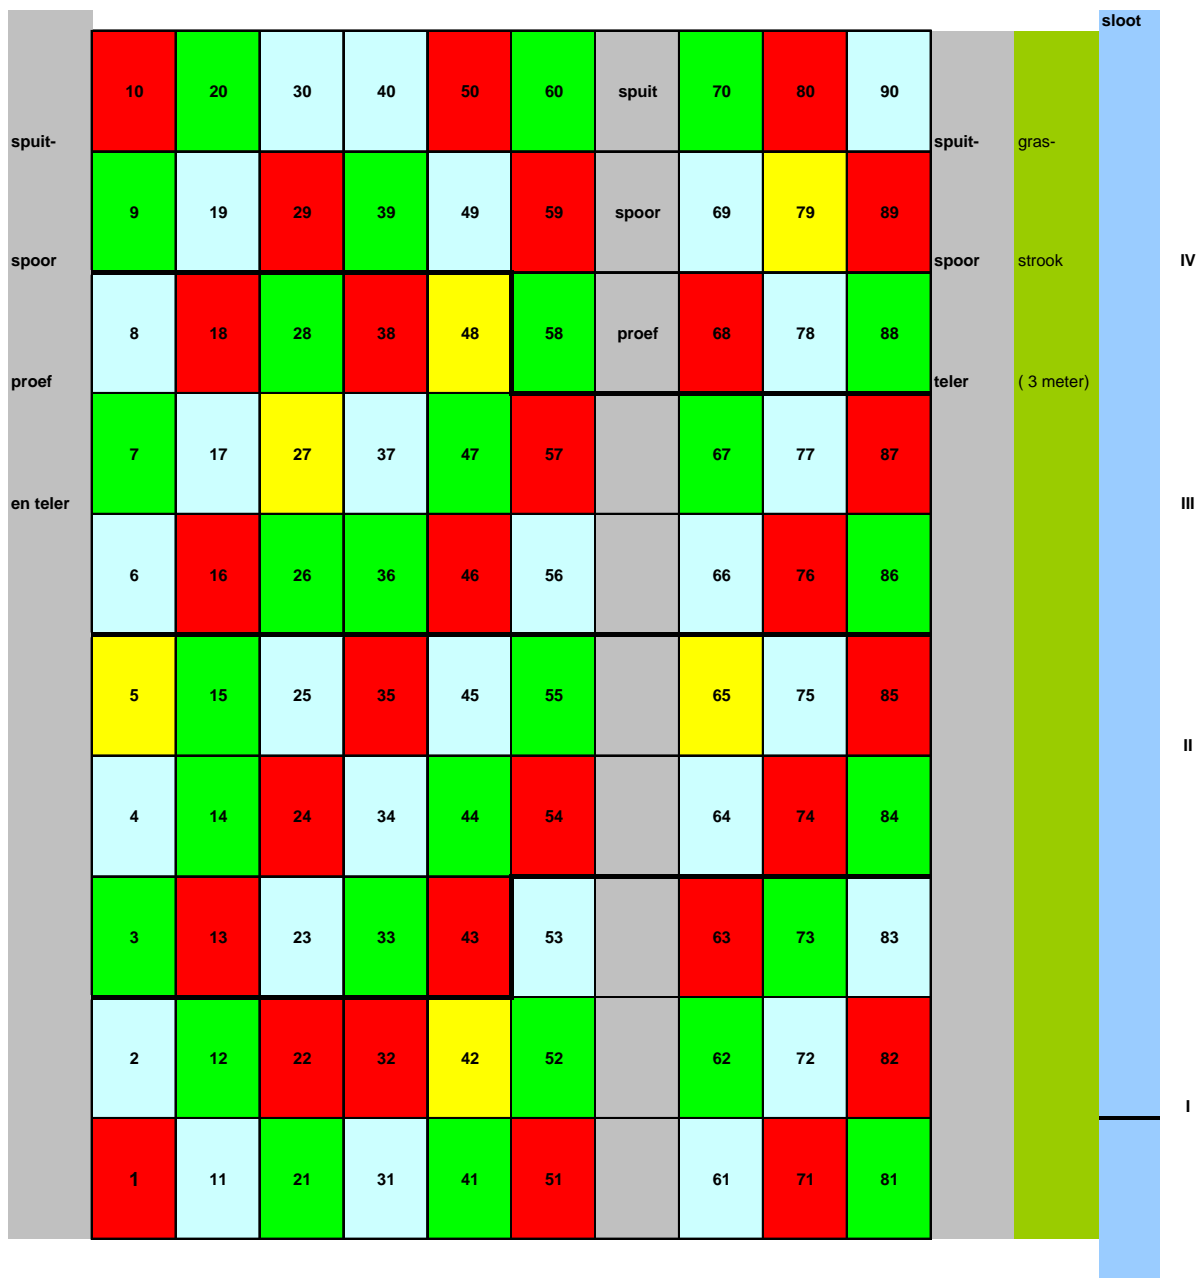 sloot
10 20 30 40 50 60 spuit 70 80 90
spuit- spuit- gras-
9 19 29 39 49 59 spoor 69 79 89
spoor spoor strook IV
8 18 28 38 48 58 proef 68 78 88
proef teler ( 3 meter)
7 17 27 37 47 57 67 77 87
en teler III
6 16 26 36 46 56 66 76 86
5 15 25 35 45 55 65 75 85
II
4 14 24 34 44 54 64 74 84
3 13 23 33 43 53 63 73 83
2 12 22 32 42 52 62 72 82
I
1 11 21 31 41 51 61 71 81